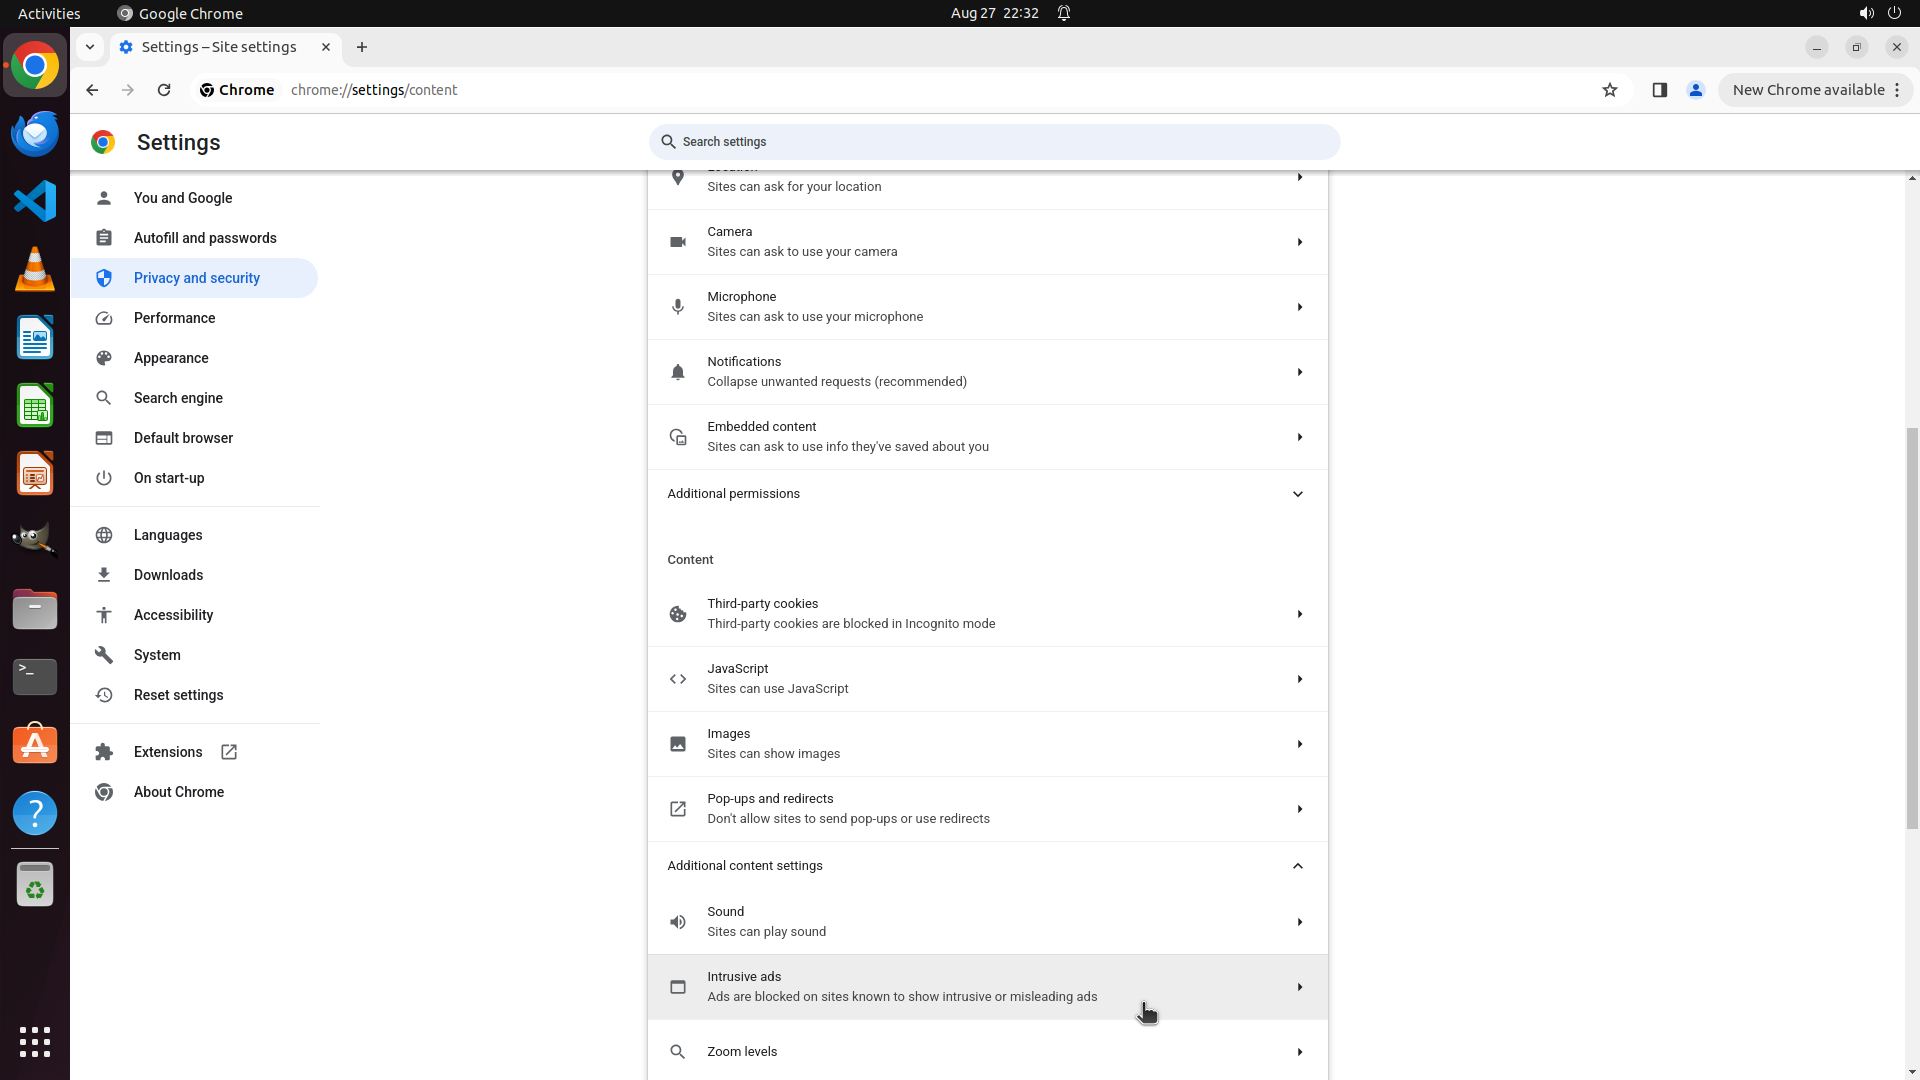 Activities
Google Chrome
Aug 27 22:32
Settings – Site settings
Chrome
chrome://settings/content
New Chrome available
Settings
Search settings
You and Google
Autofill and passwords
Privacy and security
Performance
Appearance
Search engine
Default browser
On start-up
Languages
Downloads
Accessibility
System
Reset settings
Extensions
About Chrome
Sites can ask for your location
Camera
Sites can ask to use your camera
Microphone
Sites can ask to use your microphone
Notifications
Collapse unwanted requests (recommended)
Embedded content
Sites can ask to use info they've saved about you
Additional permissions
Content
Third-party cookies
Third-party cookies are blocked in Incognito mode
JavaScript
Sites can use JavaScript
Images
Sites can show images
Pop-ups and redirects
Don't allow sites to send pop-ups or use redirects
Additional content settings
Sound
Sites can play sound
Intrusive ads
Ads are blocked on sites known to show intrusive or misleading ads
Zoom levels